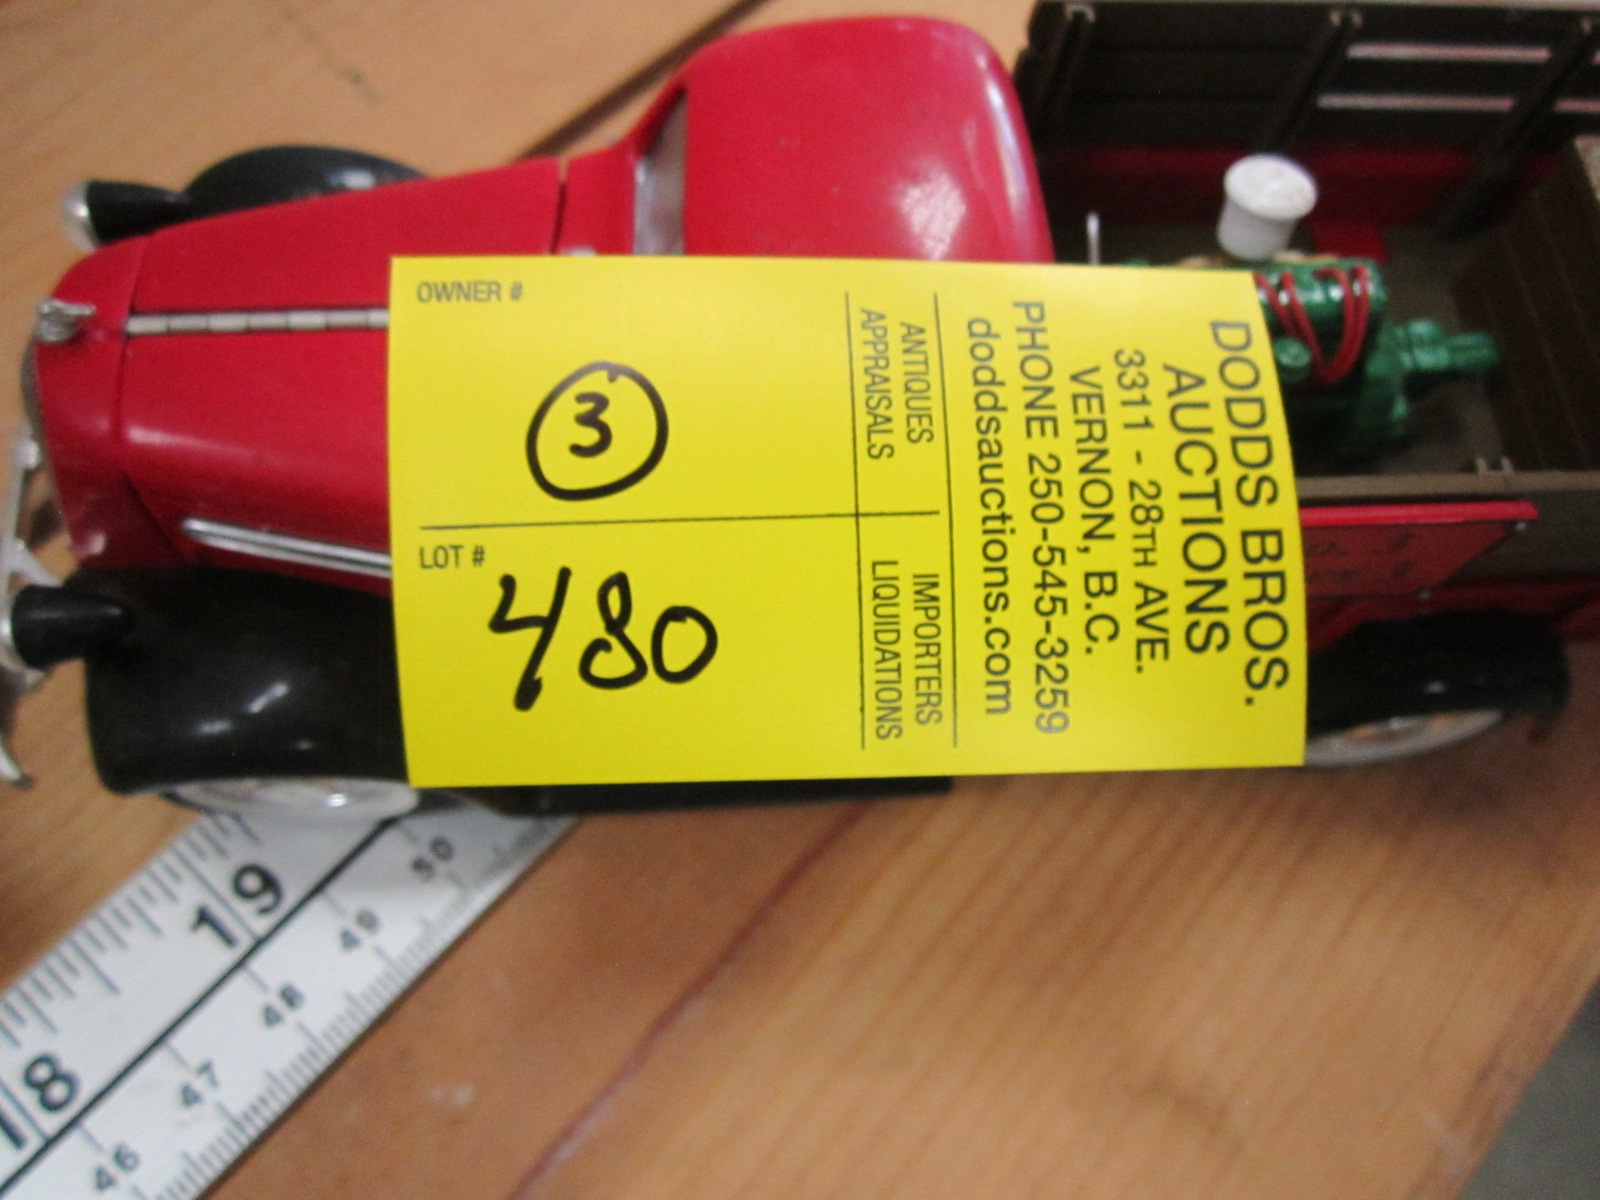 OWNER #
3
LOT #
480
ANTIQUES
APPRAISALS
IMPORTERS
LIQUIDATIONS
DODDS BROS.
AUCTIONS
3311 - 28TH AVE.
VERNON, B.C.
PHONE 250-545-3259
doddsauctions.com
19
18
50
49
48
47
46